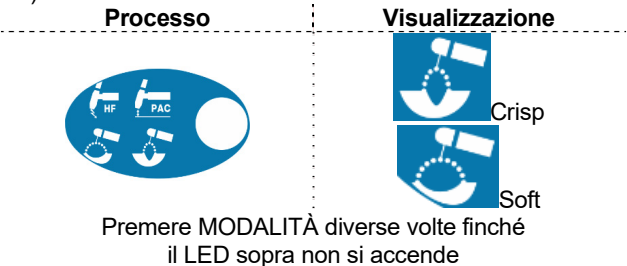 Processo Visualizzazione
HF PAC
Crisp
Soft
Premere MODALITÀ diverse volte finché
il LED sopra non si accende